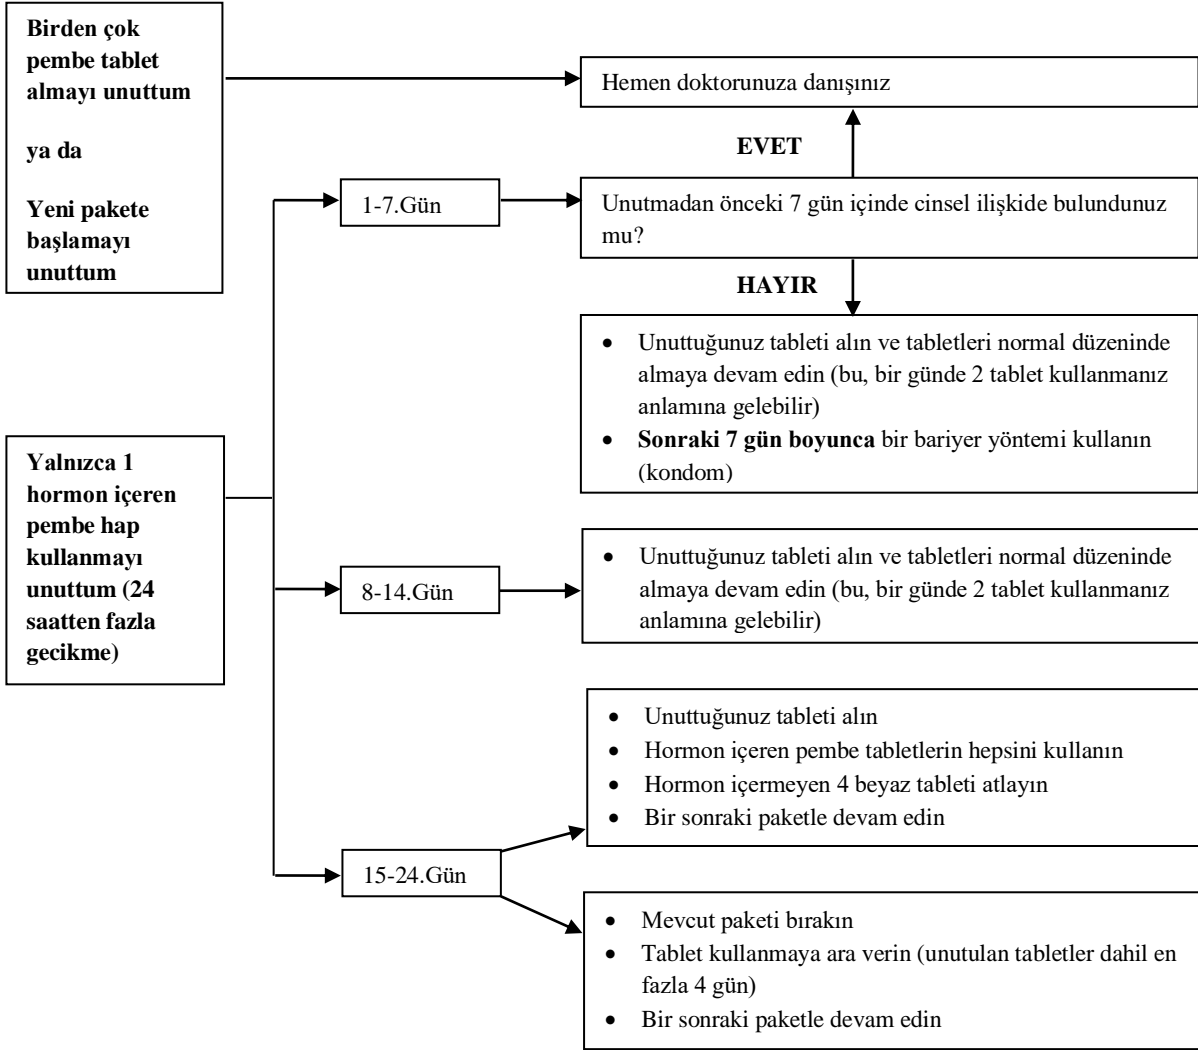 Birden çok
pembe tablet
almayı unuttum
ya da
Yeni pakete
başlamayı
unuttum
Hemen doktorunuza danışınız
EVET
1-7.Gün
Unutmadan önceki 7 gün içinde cinsel ilişkide bulundunuz
mu?
HAYIR
• Unuttuğunuz tableti alın ve tabletleri normal düzeninde
almaya devam edin (bu, bir günde 2 tablet kullanmanız
anlamına gelebilir)
• Sonraki 7 gün boyunca bir bariyer yöntemi kullanın
(kondom)
Yalnızca 1
hormon içeren
pembe hap
kullanmayı
unuttum (24
saatten fazla
gecikme)
8-14.Gün
• Unuttuğunuz tableti alın ve tabletleri normal düzeninde
almaya devam edin (bu, bir günde 2 tablet kullanmanız
anlamına gelebilir)
15-24.Gün
• Unuttuğunuz tableti alın
• Hormon içeren pembe tabletlerin hepsini kullanın
• Hormon içermeyen 4 beyaz tableti atlayın
• Bir sonraki paketle devam edin
• Mevcut paketi bırakın
• Tablet kullanmaya ara verin (unutulan tabletler dahil en
fazla 4 gün)
• Bir sonraki paketle devam edin